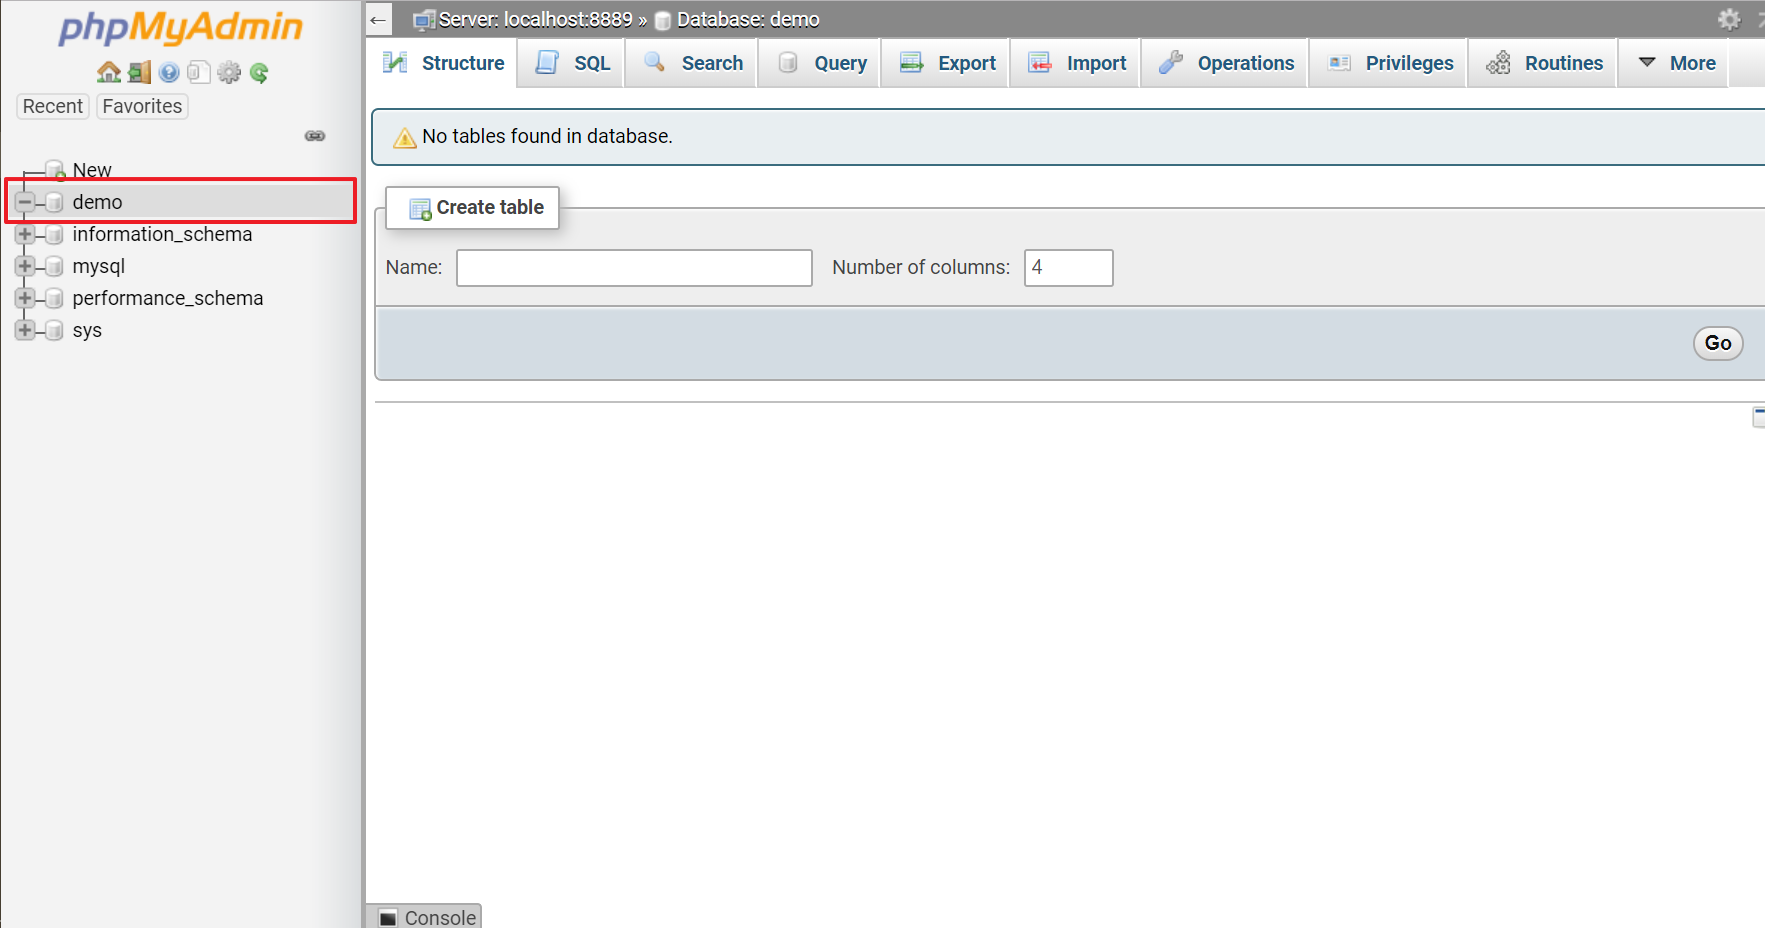 phpMyAdmin
Recent Favorites
New
demo
information_schema
mysql
performance_schema
sys
← Server: localhost:8889 » Database: demo
Structure SQL Search Query Export Import Operations Privileges Routines More
No tables found in database.
Create table
Name: Number of columns: 4
Go
Console